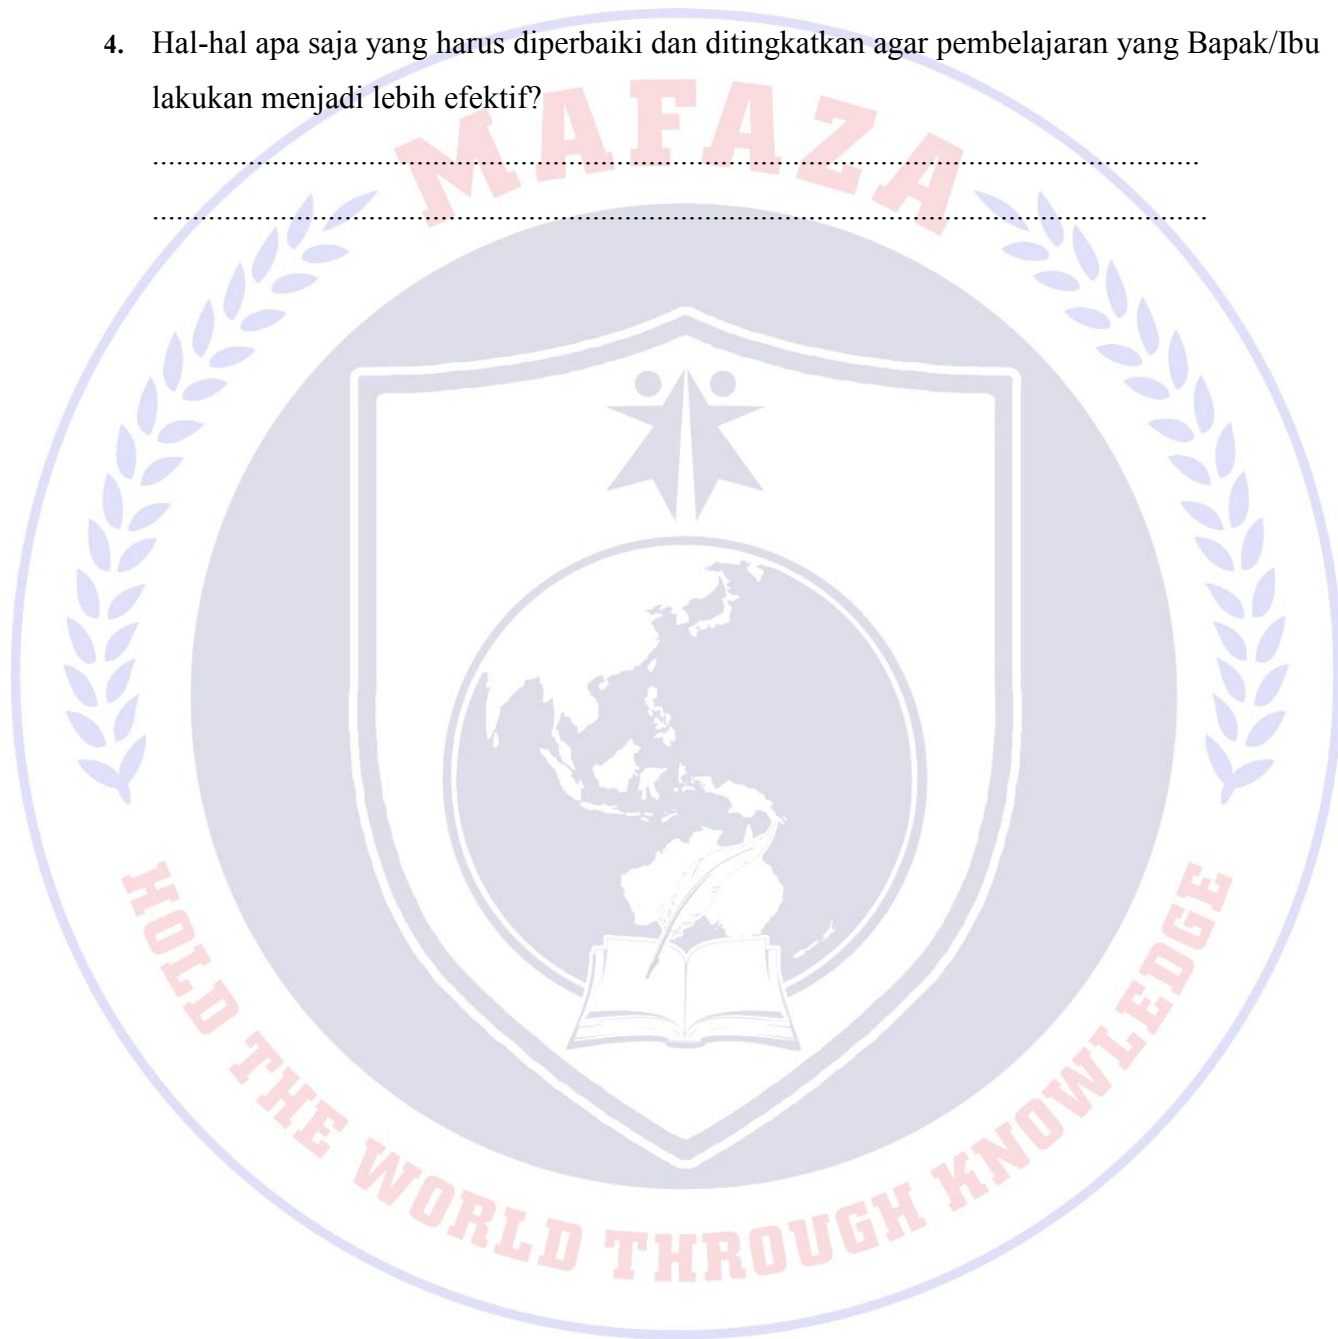 4. Hal-hal apa saja yang harus diperbaiki dan ditingkatkan agar pembelajaran yang Bapak/Ibu
lakukan menjadi lebih efektif?
....................................................................................................................................
.....................................................................................................................................
MAFAZA
HOLD THE WORLD THROUGH KNOWLEDGE